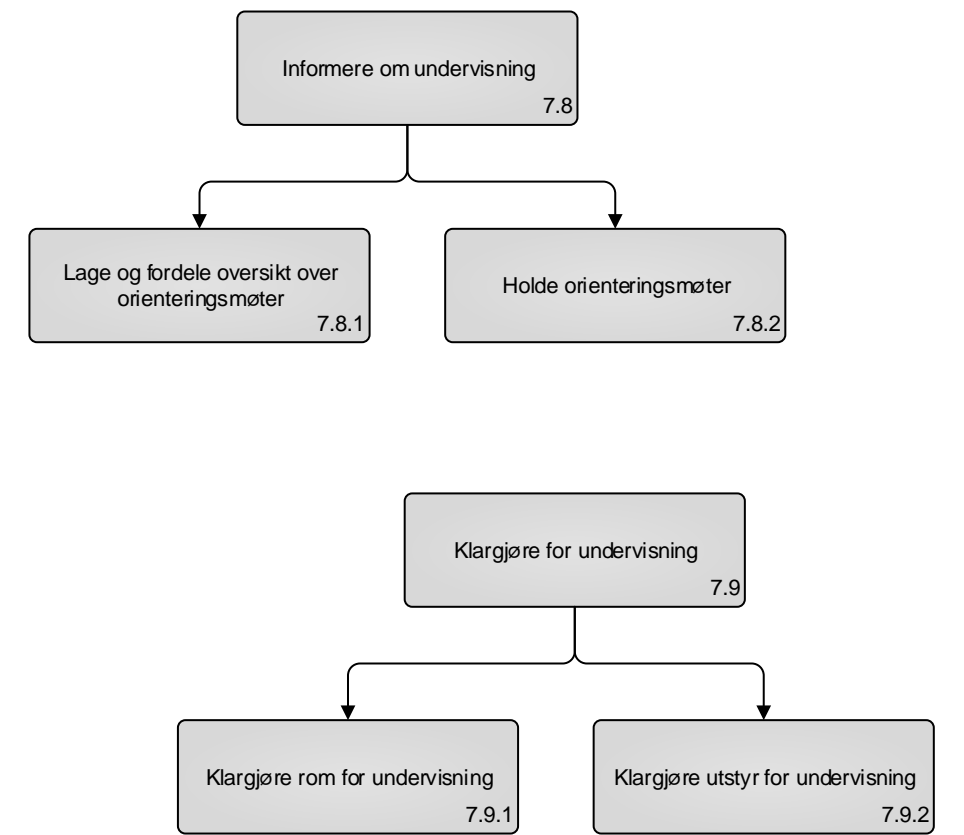 Informere om undervisning
7.8
Lage og fordele oversikt over
orienteringsmøter
7.8.1
Holde orienteringsmøter
7.8.2
Klargjøre for undervisning
7.9
Klargjøre rom for undervisning
7.9.1
Klargjøre utstyr for undervisning
7.9.2